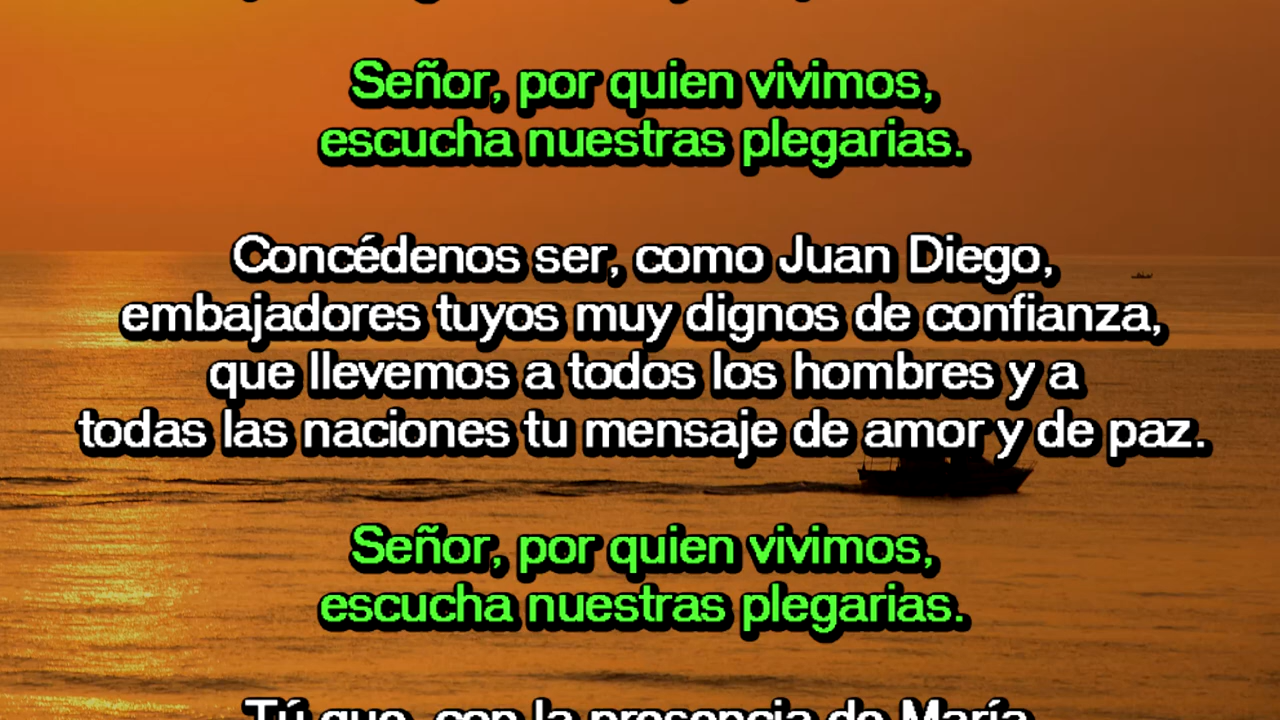 Señor, por quien vivimos,
escucha nuestras plegarias.
Concédenos ser, como Juan Diego,
embajadores tuyos muy dignos de confianza,
que llevemos a todos los hombres y a
todas las naciones tu mensaje de amor y de paz.
Señor, por quien vivimos,
escucha nuestras plegarias.
Tú que, con la presencia de María